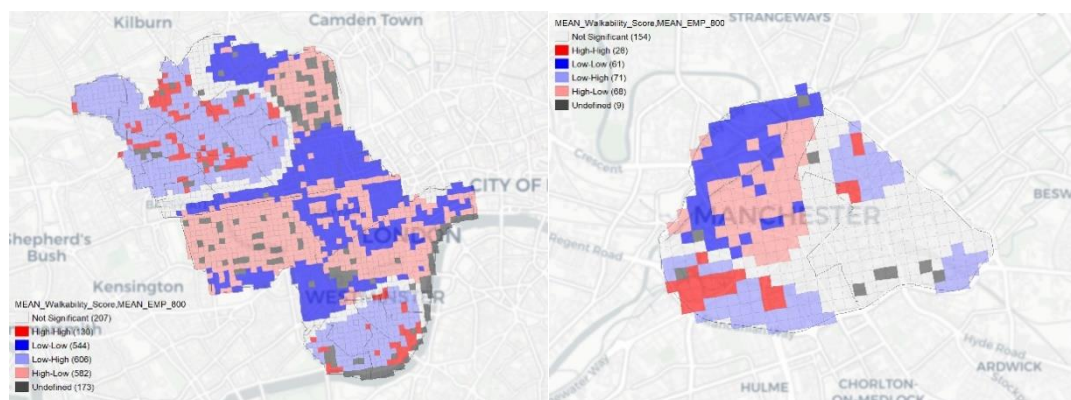 Kilburn
Camden Town
CITY OF
LONDON
Shepherd's
Bush
Kensington
WESTMINSTER
MEAN_Walkability_Score,MEAN_EMP_800
Not Significant (207)
High-High (130)
Low-Low (544)
Low-High (606)
High-Low (582)
Undefined (173)
MEAN_Walkability_Score,MEAN_EMP_800
Not Significant (154)
High-High (28)
Low-Low (61)
Low-High (71)
High-Low (68)
Undefined (9)
STRANGEWAYS
Crescent
BESW
MANCHESTER
Regent Road
Hyde Road
ARDWICK
HULME
CHORLTON-
ON-MEDLOCK